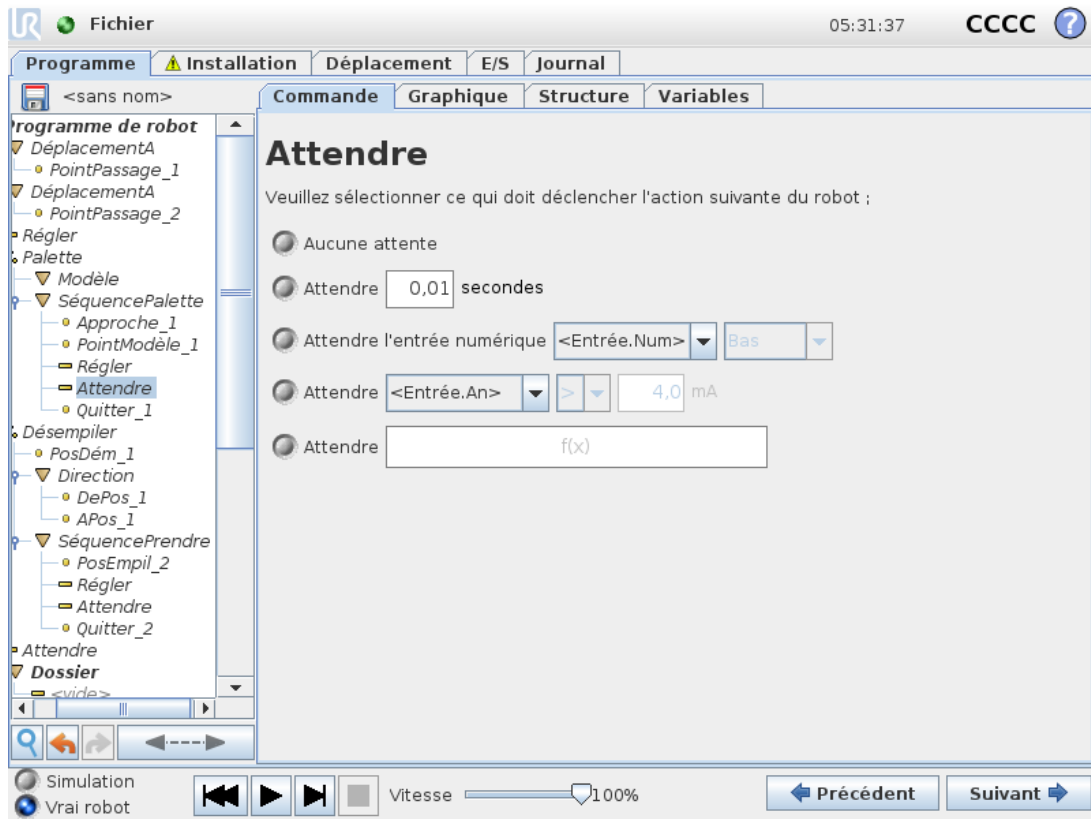 UR Fichier 05:31:37 CCCC ?
Programme Installation Déplacement E/S Journal
<sans nom> Commande Graphique Structure Variables
Programme de robot
DéplacementA
PointPassage_1
DéplacementA
PointPassage_2
Régler
Palette
Modèle
SéquencePalette
Approche_1
PointModèle_1
Régler
Attendre
Quitter_1
Désempiler
PosDém_1
Direction
DePos_1
APos_1
SéquencePrendre
PosEmpil_2
Régler
Attendre
Quitter_2
Attendre
Dossier
<vide>
Attendre
Veuillez sélectionner ce qui doit déclencher l'action suivante du robot ;
Aucune attente
Attendre 0,01 secondes
Attendre l'entrée numérique <Entrée.Num> Bas
Attendre <Entrée.An> > 4,0 mA
Attendre f(x)
Simulation
Vrai robot
Vitesse 100%
Précédent Suivant